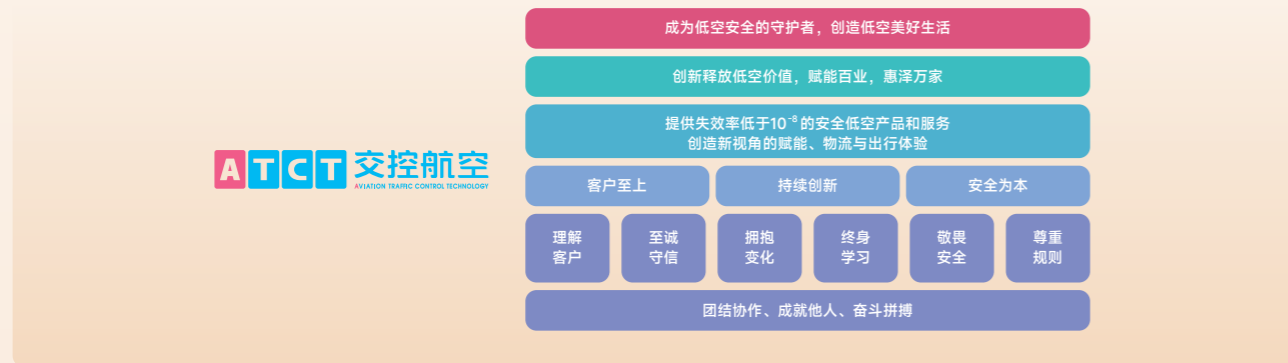 成为低空安全的守护者，创造低空美好生活
创新释放低空价值，赋能百业，惠泽万家
提供失效率低于10⁻⁸的安全低空产品和服务
创造新视角的赋能、物流与出行体验
ATCT 交控航空
AVIATION TRAFFIC CONTROL TECHNOLOGY
客户至上 持续创新 安全为本
理解 至诚 拥抱 终身 敬畏 尊重
客户 守信 变化 学习 安全 规则
团结协作、成就他人、奋斗拼搏